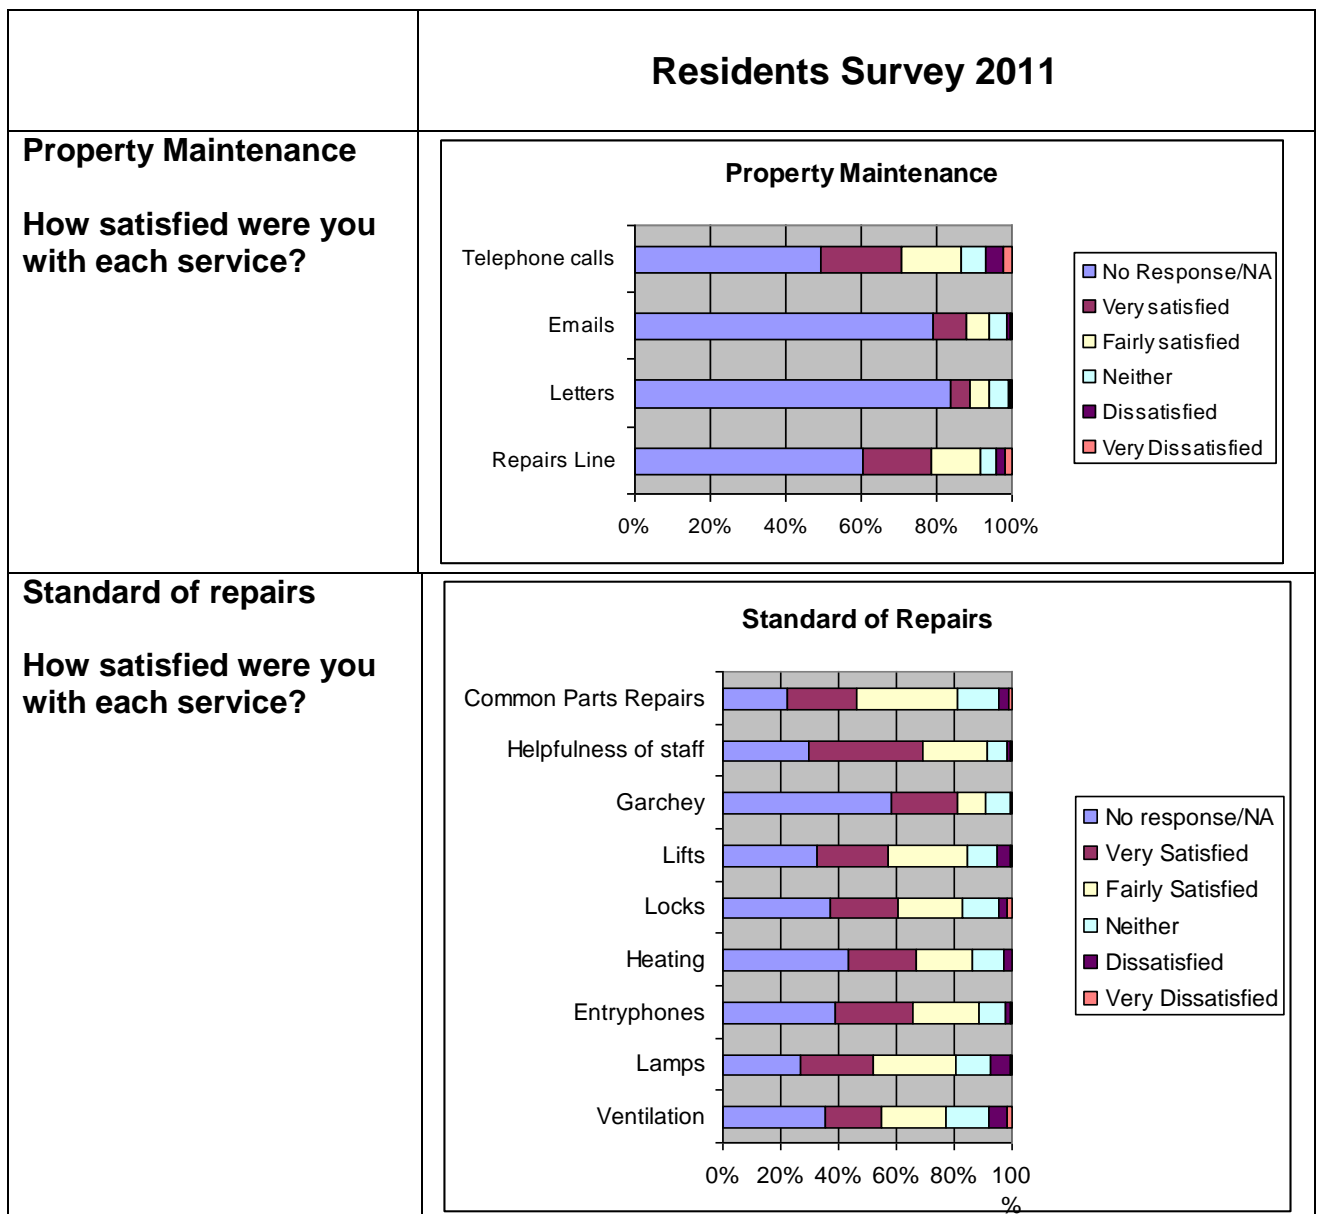 Residents Survey 2011
Property Maintenance
How satisfied were you
with each service?
Property Maintenance
Telephone calls
Emails
Letters
Repairs Line
0% 20% 40% 60% 80% 100%
No Response/NA
Very satisfied
Fairly satisfied
Neither
Dissatisfied
Very Dissatisfied
Standard of repairs
How satisfied were you
with each service?
Standard of Repairs
Common Parts Repairs
Helpfulness of staff
Garchey
Lifts
Locks
Heating
Entryphones
Lamps
Ventilation
0% 20% 40% 60% 80% 100
%
No response/NA
Very Satisfied
Fairly Satisfied
Neither
Dissatisfied
Very Dissatisfied